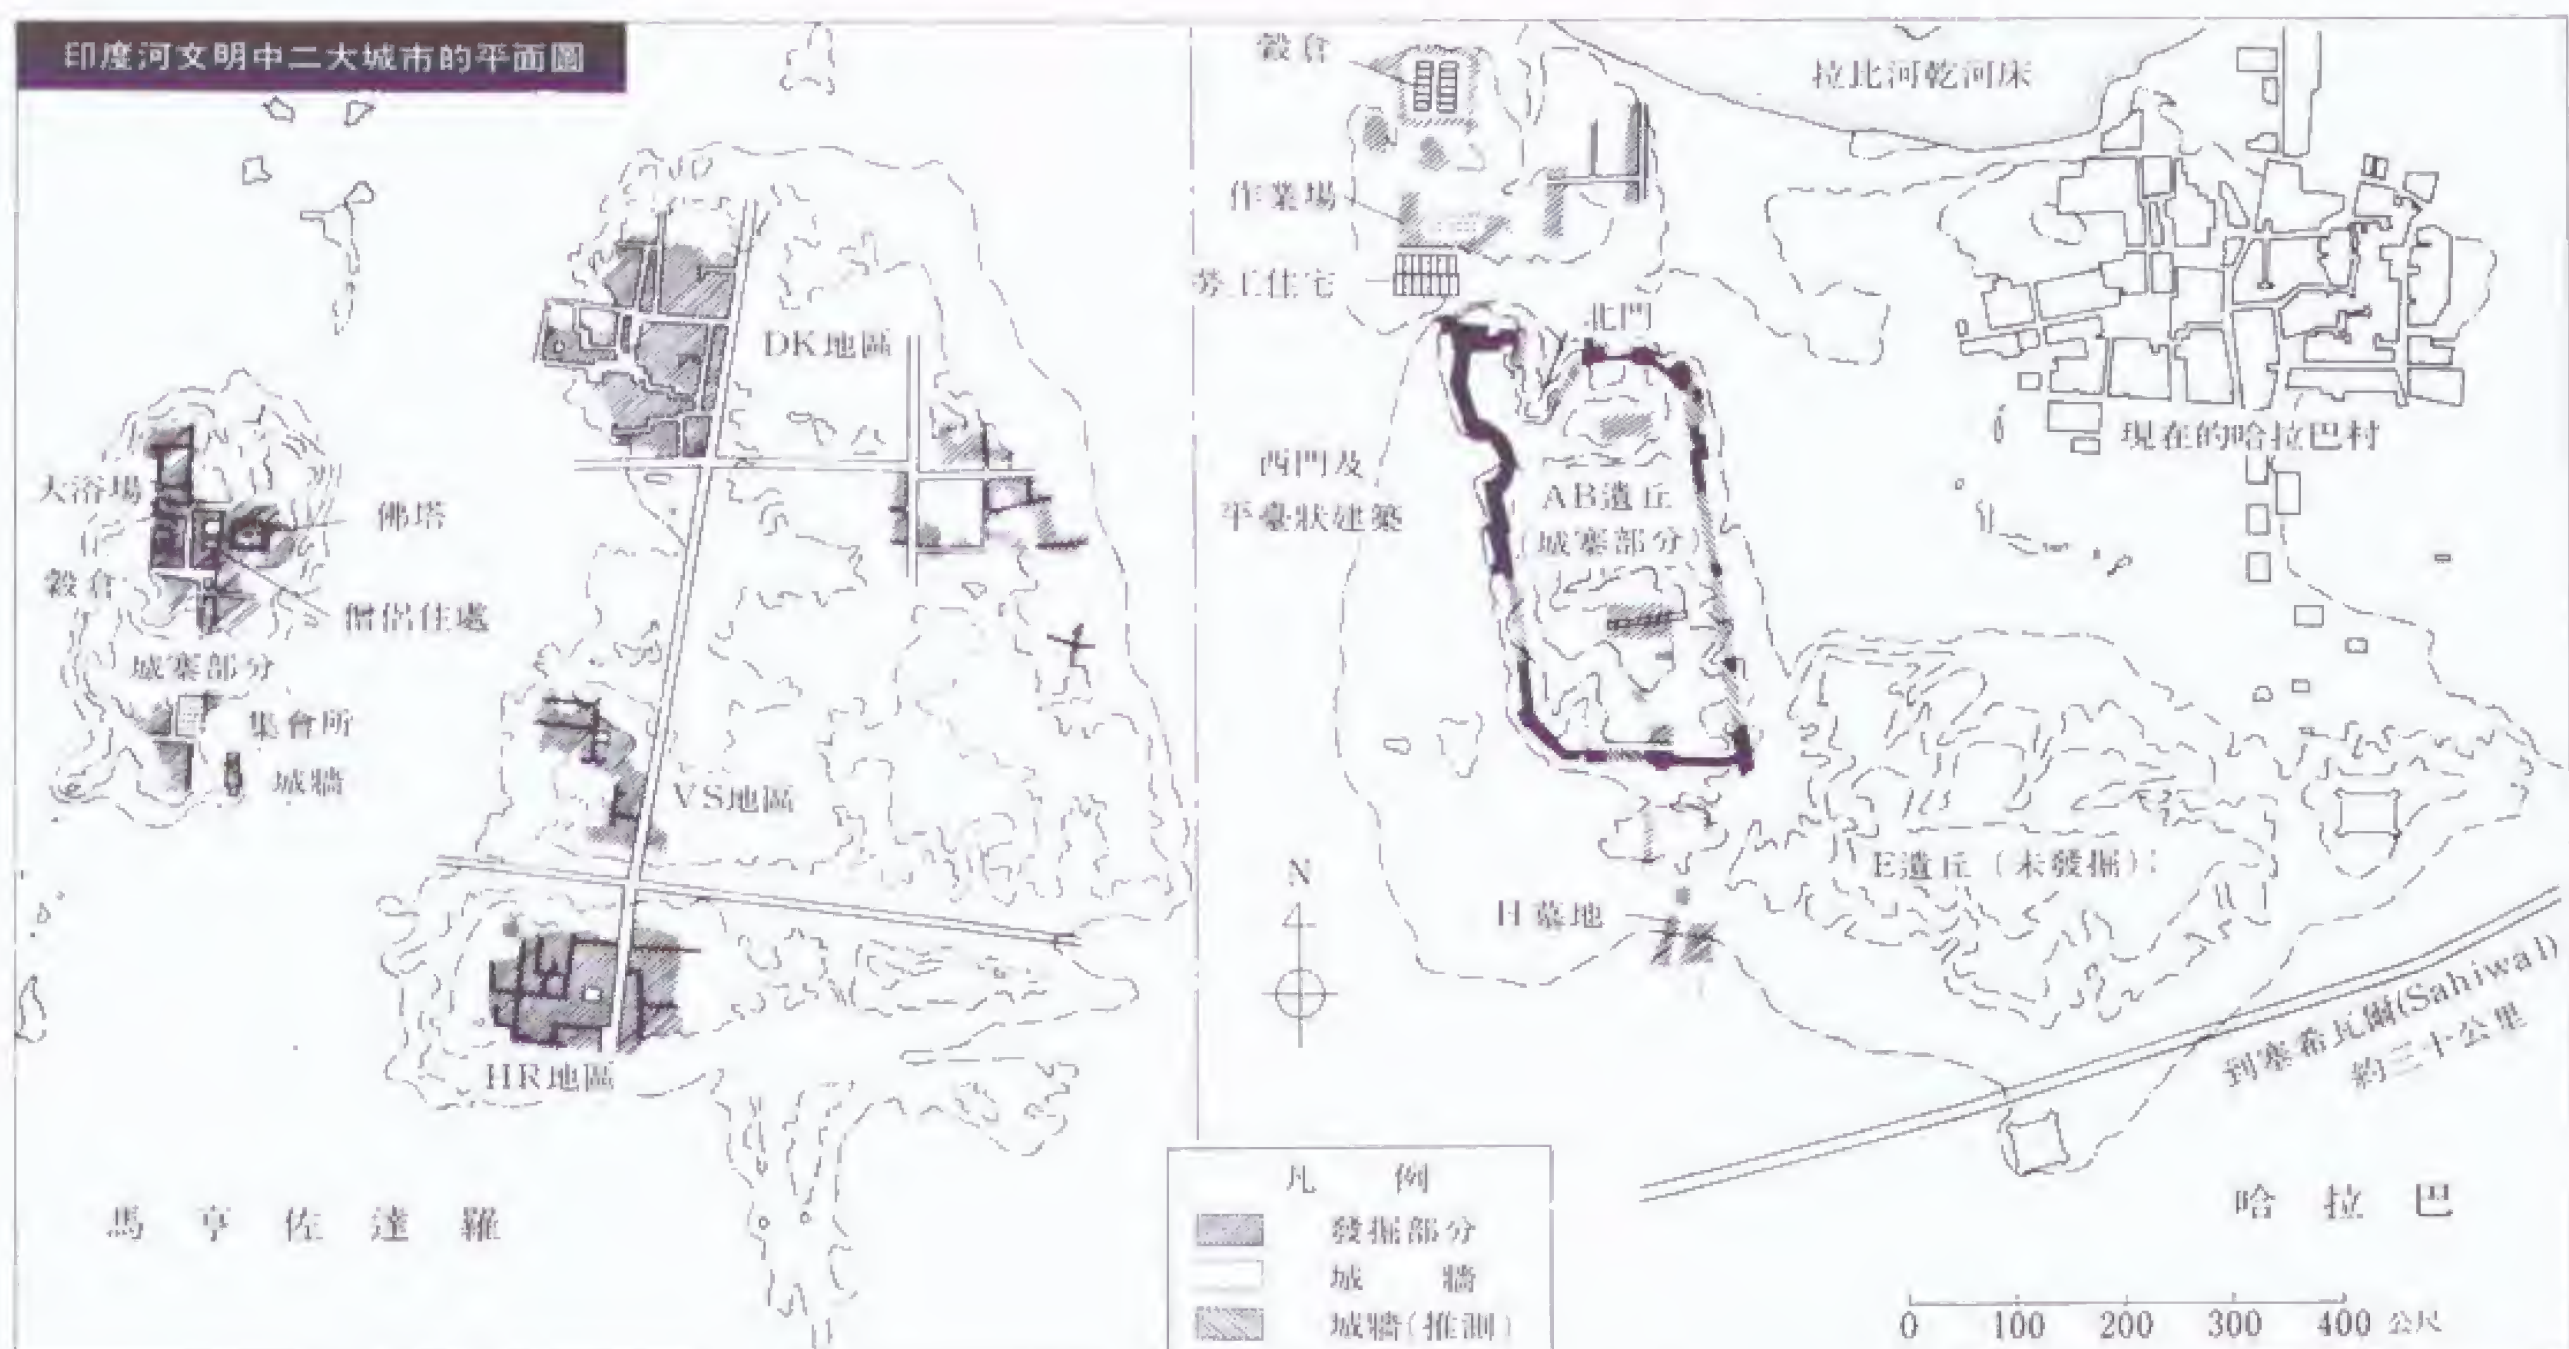 印度河文明中二大城市的平面圖
DK地區
大浴場
佛塔
穀倉
僧侶住處
城塞部分
集會所
城牆
VS地區
HR地區
馬亨佐達羅
穀倉
拉比河乾河床
作業場
勞工住宅
北門
現在的哈拉巴村
西門及
平臺狀建築
AB遺丘
(城塞部分)
E遺丘(未發掘)
N
H墓地
到塞希瓦爾(Sahiwal)
約三十公里
哈拉巴
凡例
發掘部分
城牆
城牆(推測)
0 100 200 300 400 公尺